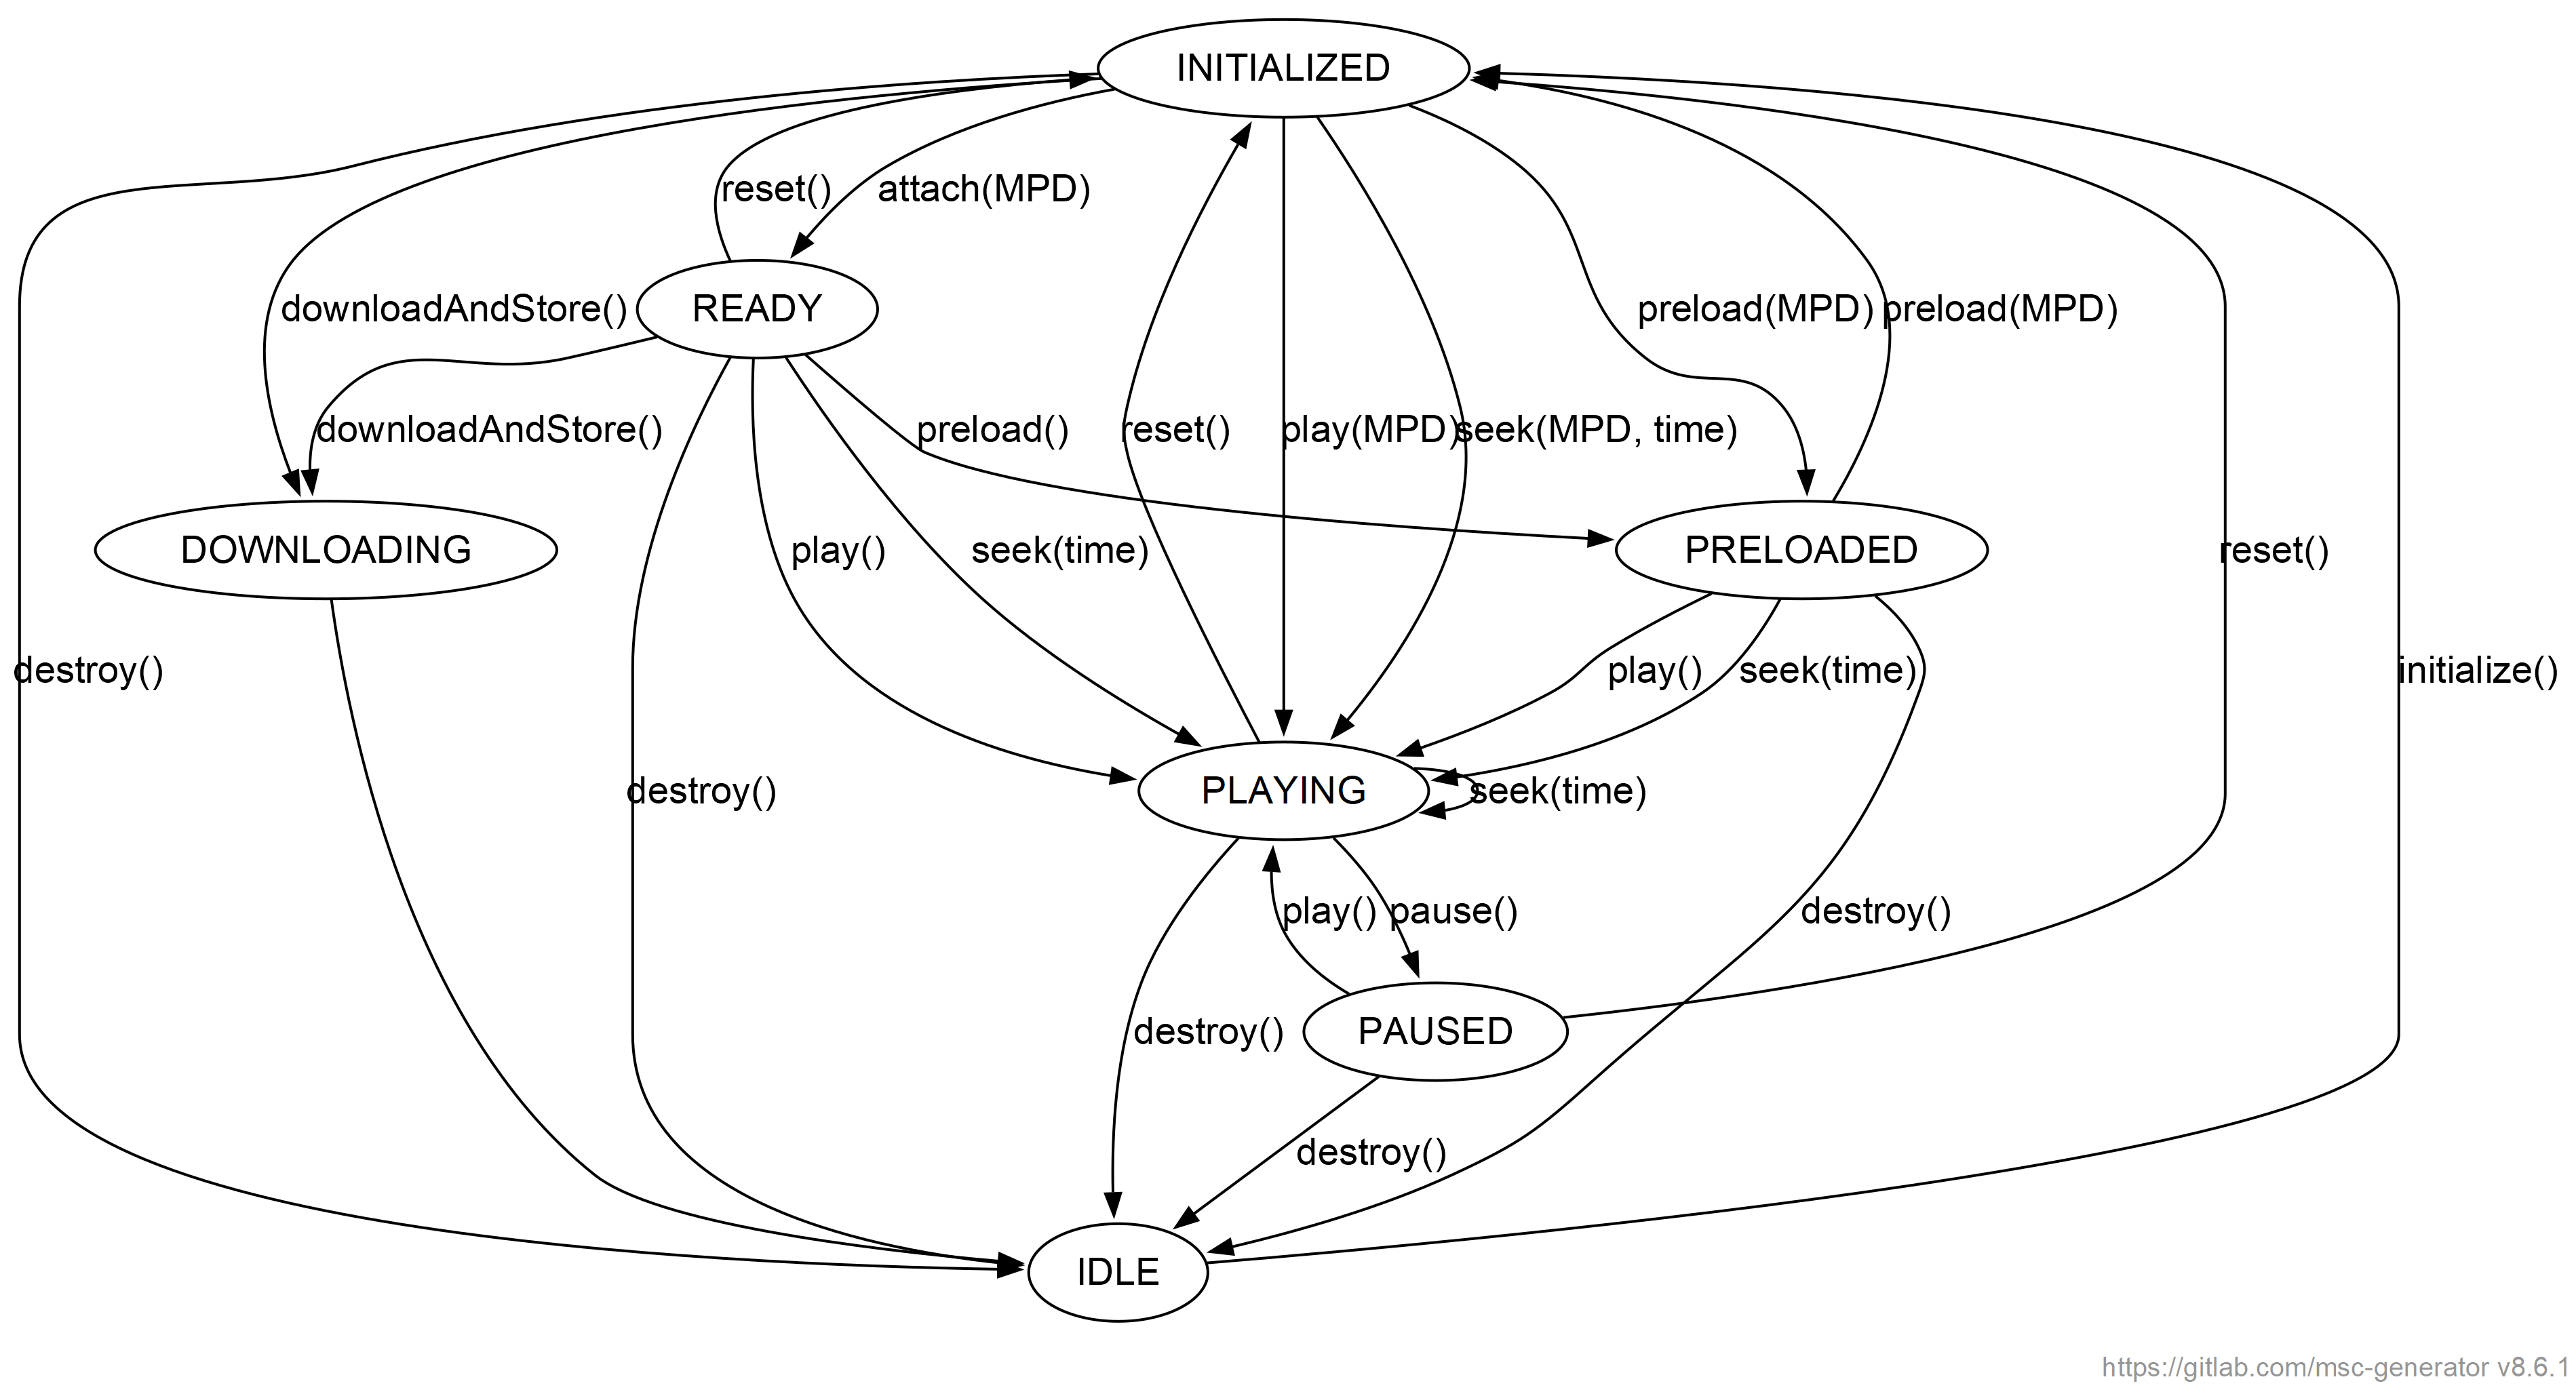 INITIALIZED
reset()
attach(MPD)
downloadAndStore()
READY
preload(MPD)
preload(MPD)
downloadAndStore()
preload()
reset()
play(MPD)
seek(MPD, time)
DOWNLOADING
play()
seek(time)
PRELOADED
reset()
destroy()
play()
seek(time)
initialize()
destroy()
PLAYING
seek(time)
play()
pause()
destroy()
destroy()
PAUSED
destroy()
IDLE
https://gitlab.com/msc-generator v8.6.1